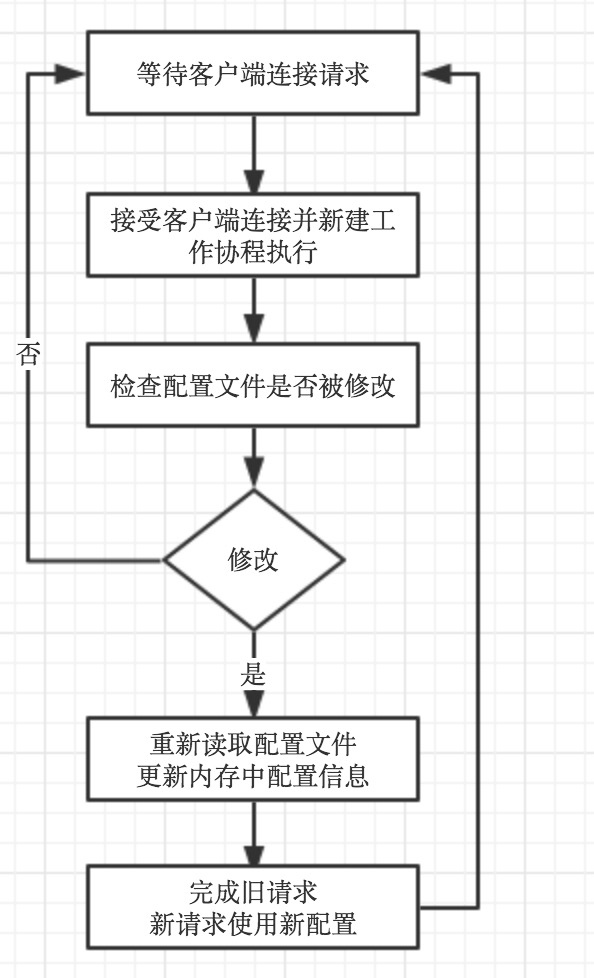 等待客户端连接请求
接受客户端连接并新建工
作协程执行
否
检查配置文件是否被修改
修改
是
重新读取配置文件
更新内存中配置信息
完成旧请求
新请求使用新配置